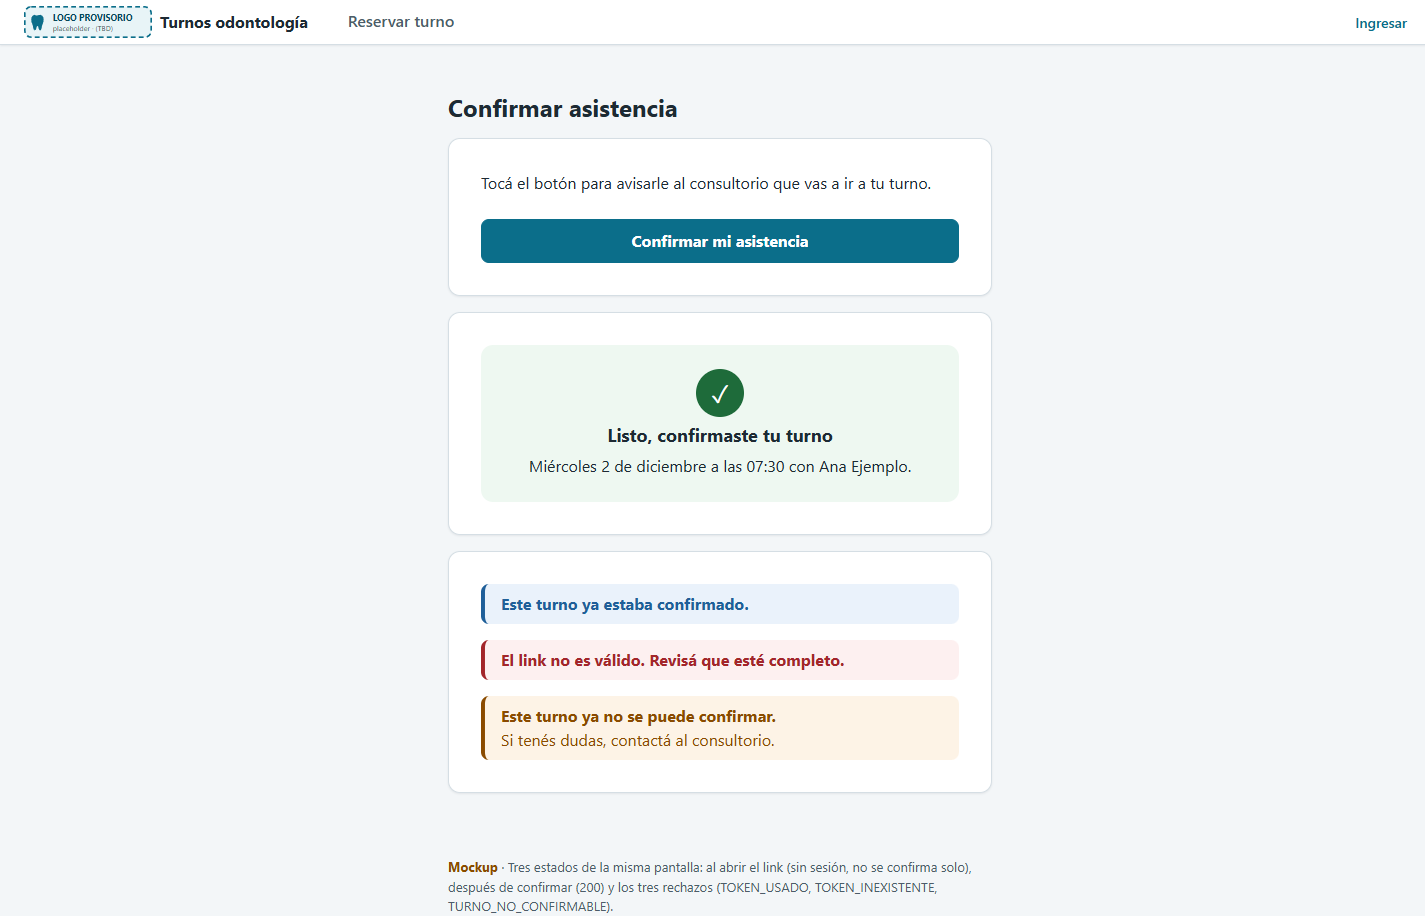 LOGO PROVISORIO
placeholder · (TBD)
Turnos odontología
Reservar turno
Ingresar
Confirmar asistencia
Tocá el botón para avisarle al consultorio que vas a ir a tu turno.
Confirmar mi asistencia
✓
Listo, confirmaste tu turno
Miércoles 2 de diciembre a las 07:30 con Ana Ejemplo.
Este turno ya estaba confirmado.
El link no es válido. Revisá que esté completo.
Este turno ya no se puede confirmar.
Si tenés dudas, contactá al consultorio.
Mockup · Tres estados de la misma pantalla: al abrir el link (sin sesión, no se confirma solo),
después de confirmar (200) y los tres rechazos (TOKEN_USADO, TOKEN_INEXISTENTE,
TURNO_NO_CONFIRMABLE).